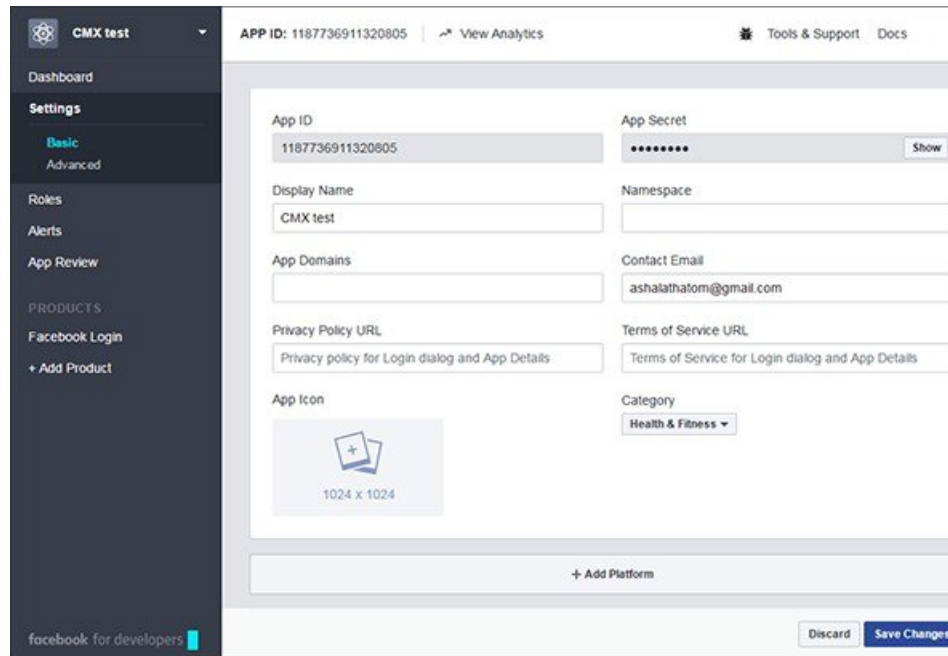 CMX test
APP ID: 1187736911320805 View Analytics Tools & Support Docs
Dashboard
Settings
Basic
Advanced
Roles
Alerts
App Review
PRODUCTS
Facebook Login
+ Add Product
facebook for developers
App ID
1187736911320805
App Secret
●●●●●●●● Show
Display Name
CMX test
Namespace
App Domains
Contact Email
ashalathatom@gmail.com
Privacy Policy URL
Privacy policy for Login dialog and App Details
Terms of Service URL
Terms of Service for Login dialog and App Details
App Icon
1024 x 1024
Category
Health & Fitness
+ Add Platform
Discard Save Changes